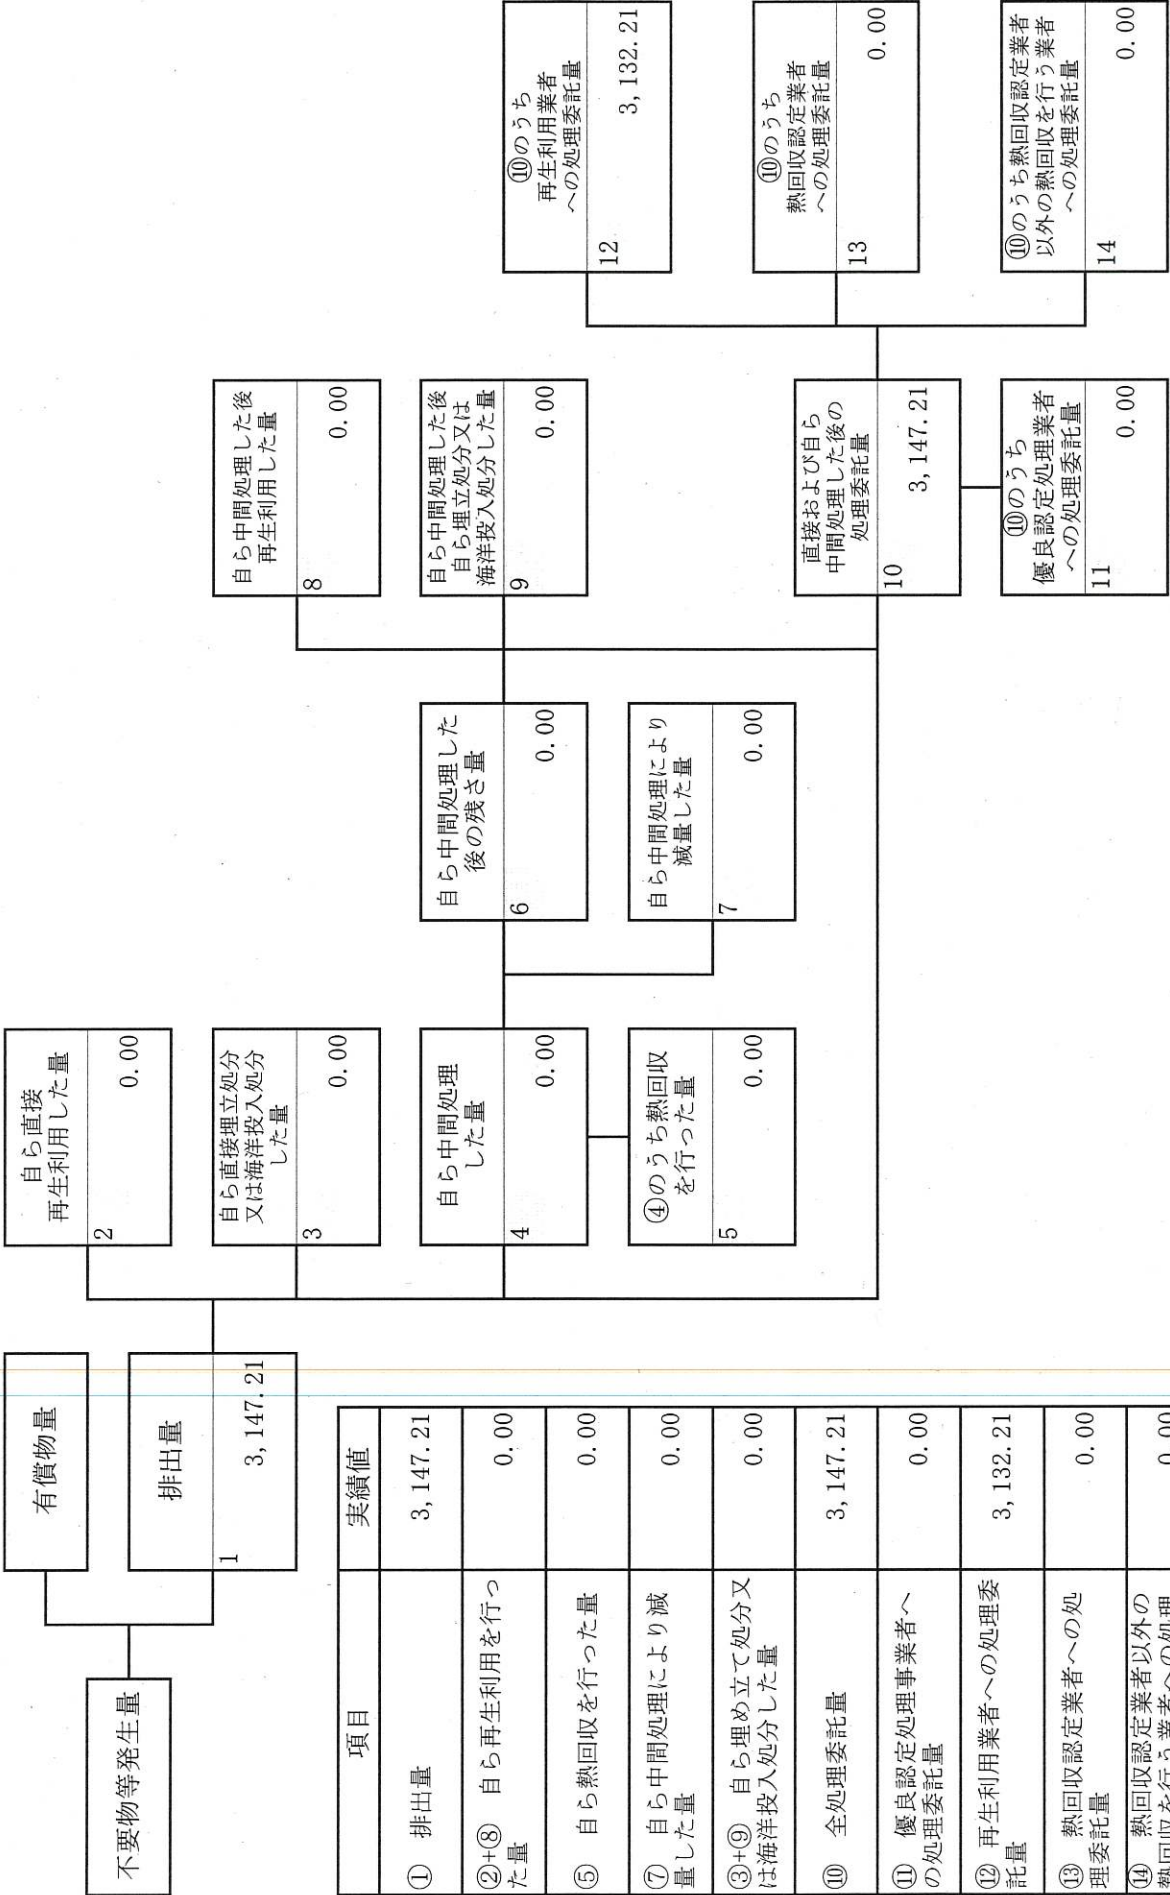 不要物等発生量
有償物量
排出量
1
3,147.21
自ら直接
再生利用した量
2
0.00
自ら直接埋立処分
又は海洋投入処分
した量
3
0.00
自ら中間処理
した量
4
0.00
④のうち熱回収
を行った量
5
0.00
自ら中間処理した
後の残さ量
6
0.00
自ら中間処理により
減量した量
7
0.00
自ら中間処理した後
再生利用した量
8
0.00
自ら中間処理した後
自ら埋立処分又は
海洋投入処分した量
9
0.00
直接および自ら
中間処理した後の
処理委託量
10
3,147.21
⑩のうち
優良認定処理業者
への処理委託量
11
0.00
⑩のうち
再生利用業者
への処理委託量
12
3,132.21
⑩のうち
熱回収認定業者
への処理委託量
13
0.00
⑩のうち熱回収認定業者
以外の熱回収を行う業者
への処理委託量
14
0.00
項目 実績値
① 排出量 3,147.21
②+⑧ 自ら再生利用を行っ
た量 0.00
⑤ 自ら熱回収を行った量 0.00
⑦ 自ら中間処理により減
量した量 0.00
③+⑨ 自ら埋め立て処分又
は海洋投入処分した量 0.00
⑩ 全処理委託量 3,147.21
⑪ 優良認定処理事業者へ
の処理委託量 0.00
⑫ 再生利用業者への処理委
託量 3,132.21
⑬ 熱回収認定業者への処
理委託量 0.00
⑭ 熱回収認定業者以外の
熱回収を行う業者への処理
0.00